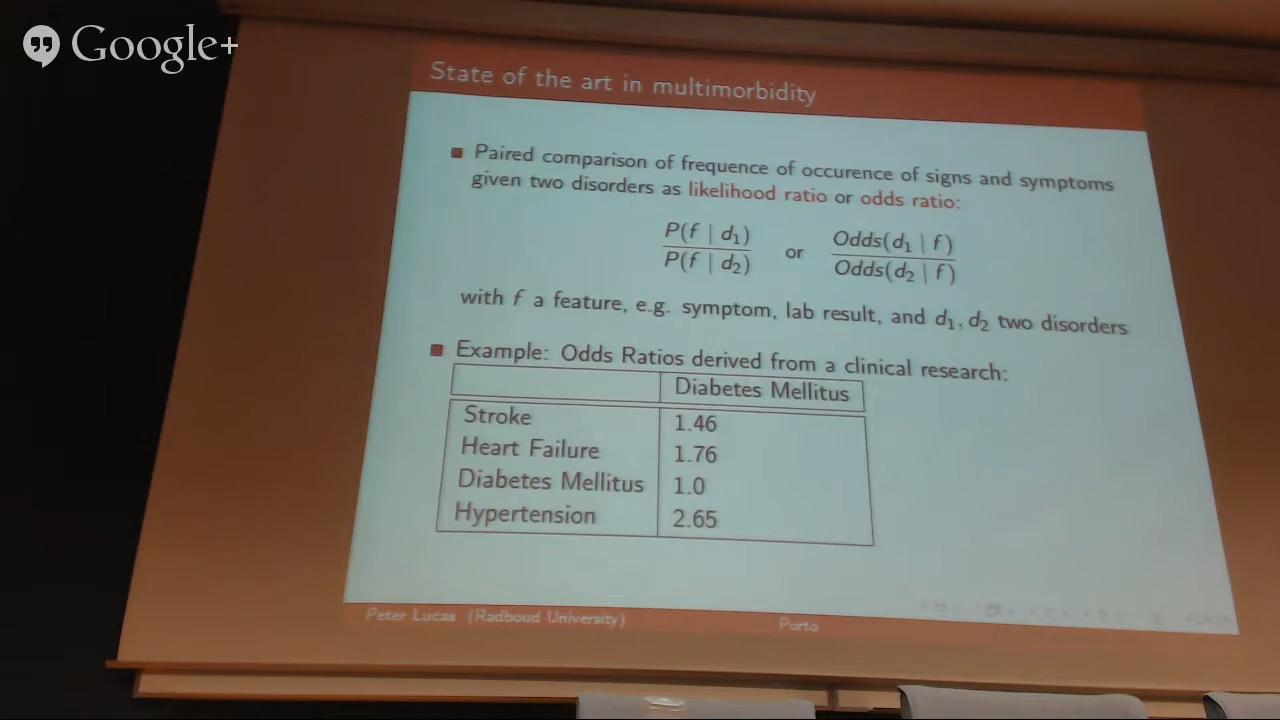 Google+
State of the art in multimorbidity
Paired comparison of frequence of occurence of signs and symptoms
given two disorders as likelihood ratio or odds ratio:
P(f | d₁) / P(f | d₂) or Odds(d₁ | f) / Odds(d₂ | f)
with f a feature, e.g. symptom, lab result, and d₁, d₂ two disorders
Example: Odds Ratios derived from a clinical research:
Diabetes Mellitus
Stroke 1.46
Heart Failure 1.76
Diabetes Mellitus 1.0
Hypertension 2.65
Peter Lucas (Radboud University) Porto